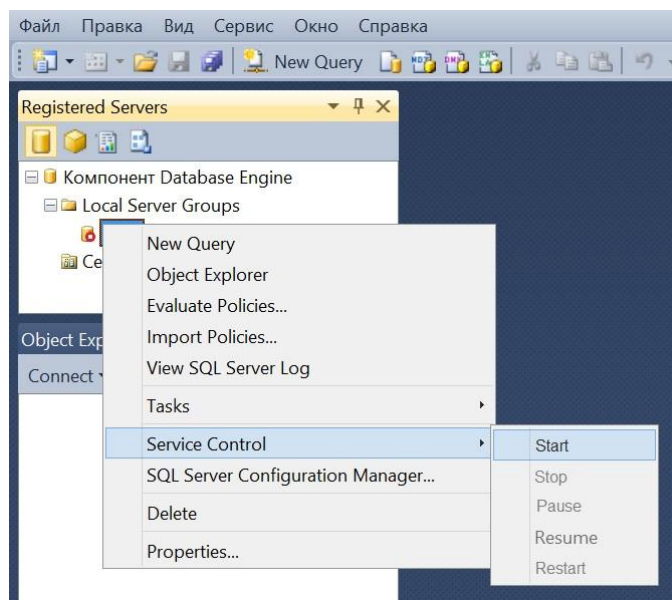 Файл Правка Вид Сервис Окно Справка
New Query
Registered Servers
Компонент Database Engine
Local Server Groups
Ce
New Query
Object Explorer
Evaluate Policies...
Import Policies...
View SQL Server Log
Tasks
Service Control
SQL Server Configuration Manager...
Delete
Properties...
Start
Stop
Pause
Resume
Restart
Object Exp
Connect